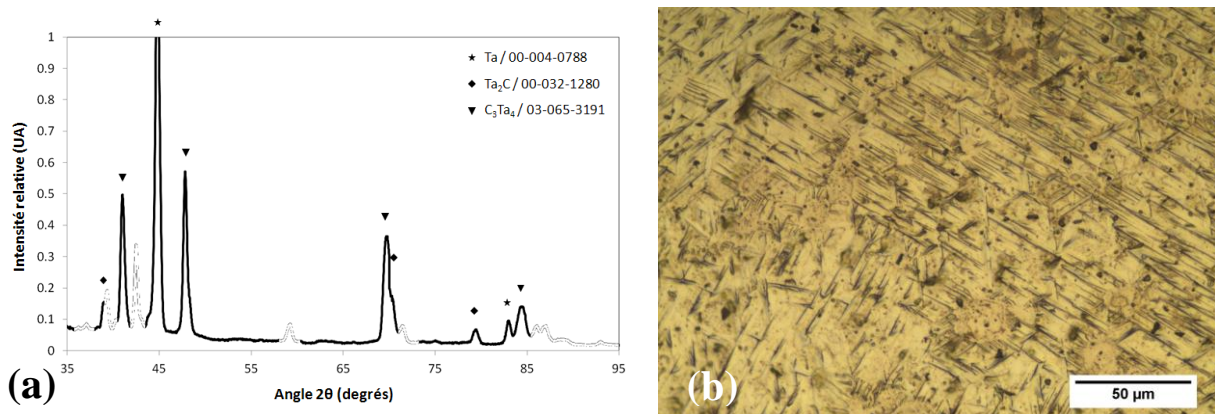 1
0.9
0.8
0.7
0.6
0.5
0.4
0.3
0.2
0.1
0
Intensité relative (UA)
★ Ta / 00-004-0788
◆ Ta₂C / 00-032-1280
▼ C₃Ta₄ / 03-065-3191
35 45 55 65 75 85 95
Angle 2θ (degrés)
(a)
(b)
50 µm